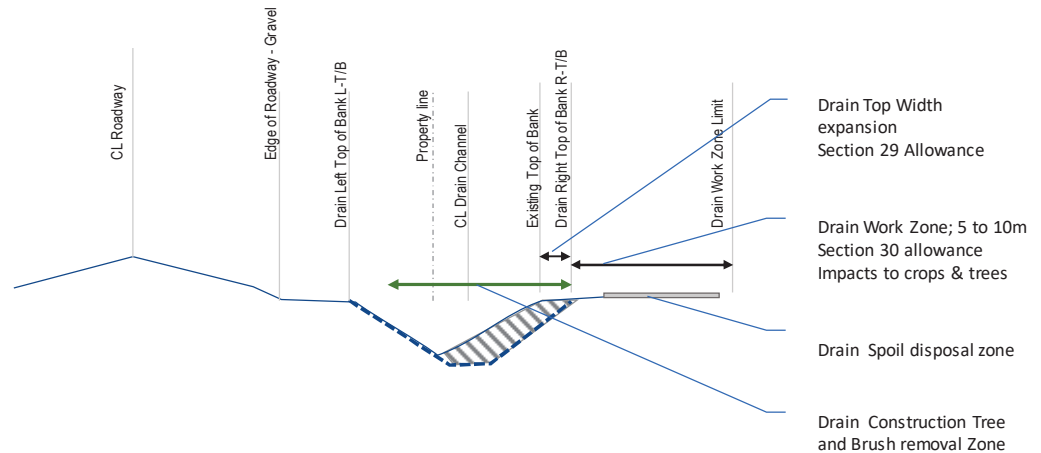 CL Roadway
Edge of Roadway - Gravel
Drain Left Top of Bank L-T/B
Property line
CL Drain Channel
Existing Top of Bank
Drain Right Top of Bank R-T/B
Drain Work Zone Limit
Drain Top Width
expansion
Section 29 Allowance
Drain Work Zone; 5 to 10m
Section 30 allowance
Impacts to crops & trees
Drain Spoil disposal zone
Drain Construction Tree
and Brush removal Zone